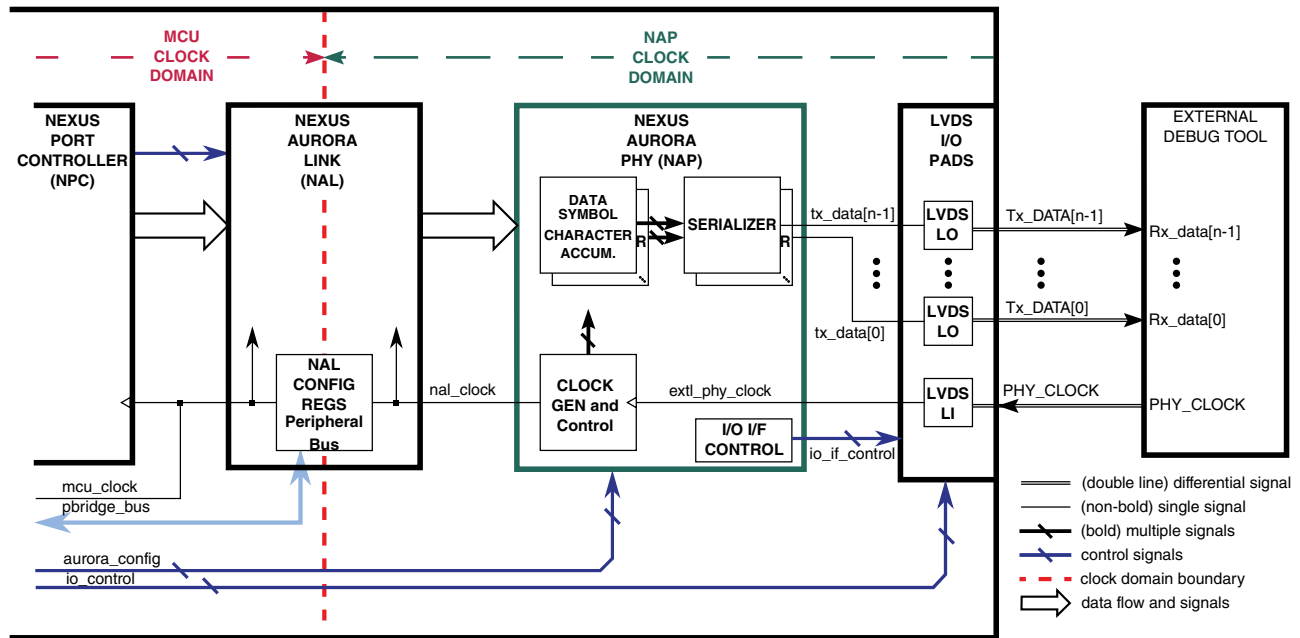 MCU
CLOCK
DOMAIN
NAP
CLOCK
DOMAIN
NEXUS
PORT
CONTROLLER
(NPC)
NEXUS
AURORA
LINK
(NAL)
NEXUS
AURORA
PHY (NAP)
LVDS
I/O
PADS
EXTERNAL
DEBUG TOOL
DATA
SYMBOL
CHARACTER
ACCUM.
R
...
SERIALIZER
R
...
tx_data[n-1]
tx_data[0]
LVDS
LO
LVDS
LO
LVDS
LI
Tx_DATA[n-1]
Tx_DATA[0]
PHY_CLOCK
Rx_data[n-1]
Rx_data[0]
PHY_CLOCK
NAL
CONFIG
REGS
Peripheral
Bus
nal_clock
CLOCK
GEN and
Control
extl_phy_clock
I/O I/F
CONTROL
io_if_control
mcu_clock
pbridge_bus
aurora_config
io_control
(double line) differential signal
(non-bold) single signal
(bold) multiple signals
control signals
clock domain boundary
data flow and signals